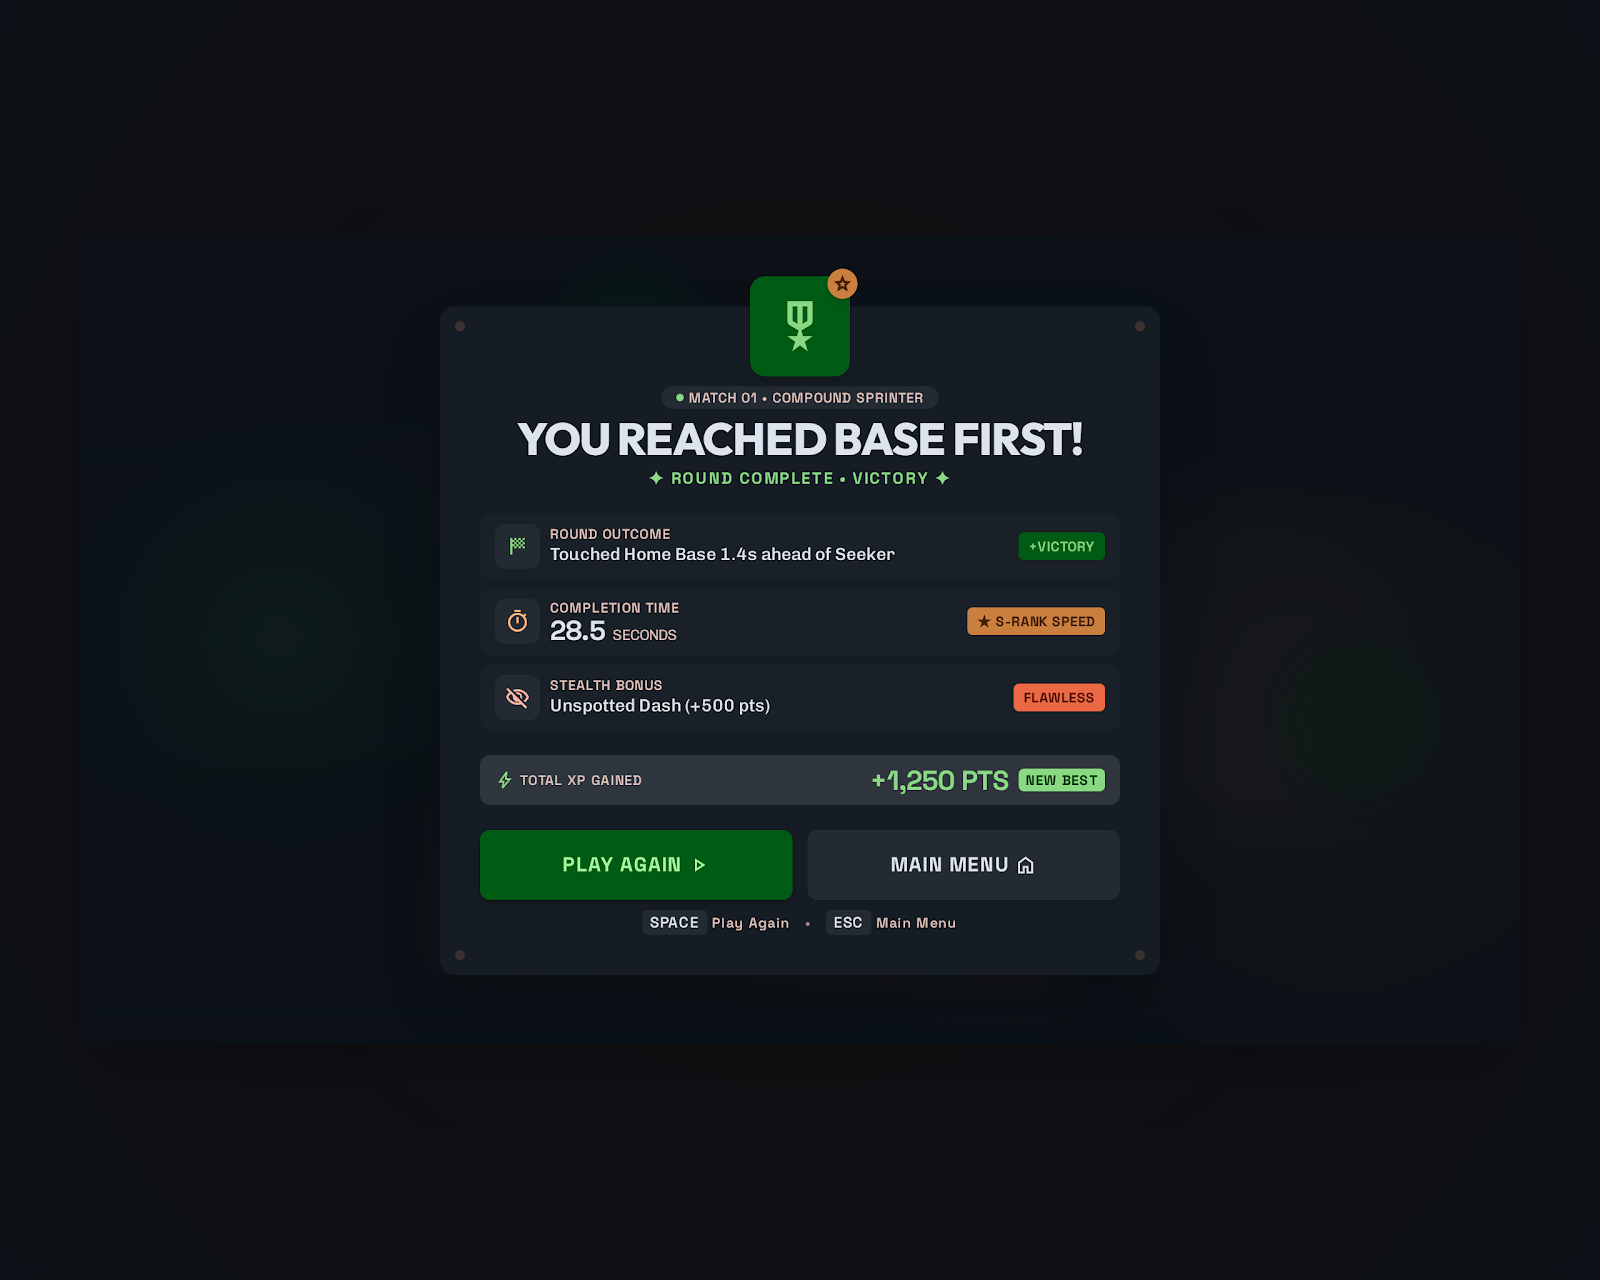 MATCH 01 • COMPOUND SPRINTER
YOU REACHED BASE FIRST!
✦ ROUND COMPLETE • VICTORY ✦
ROUND OUTCOME
Touched Home Base 1.4s ahead of Seeker
+VICTORY
COMPLETION TIME
28.5 SECONDS
★ S-RANK SPEED
STEALTH BONUS
Unspotted Dash (+500 pts)
FLAWLESS
TOTAL XP GAINED
+1,250 PTS
NEW BEST
PLAY AGAIN
MAIN MENU
SPACE Play Again • ESC Main Menu